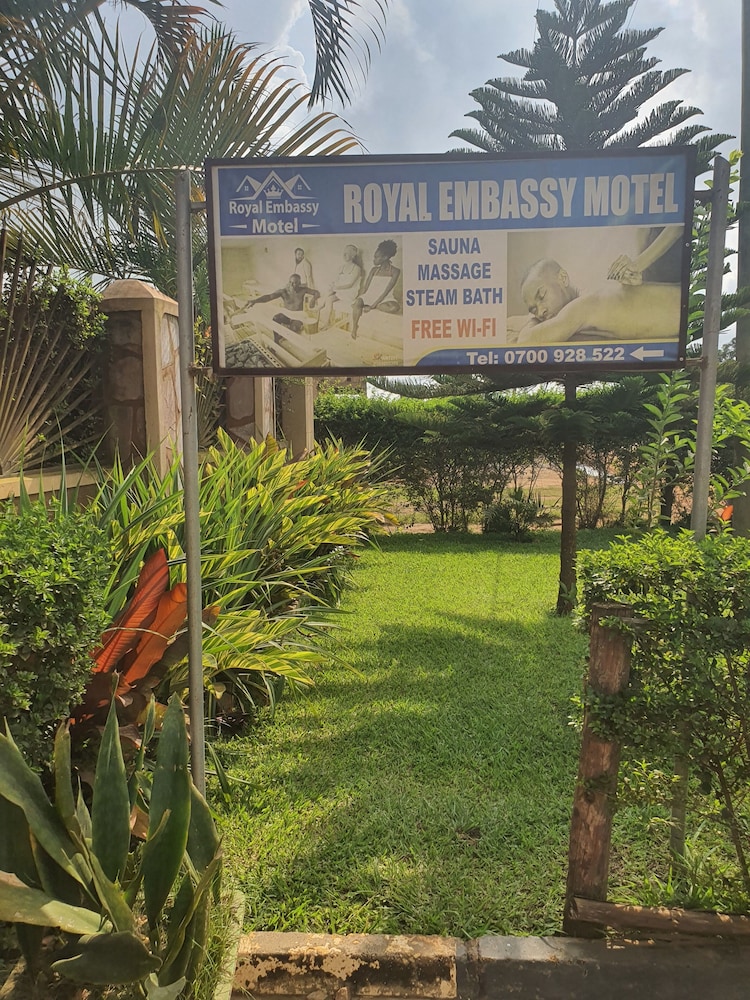 Royal Embassy
Motel
ROYAL EMBASSY MOTEL
SAUNA
MASSAGE
STEAM BATH
FREE WI-FI
Tel: 0700 928 522